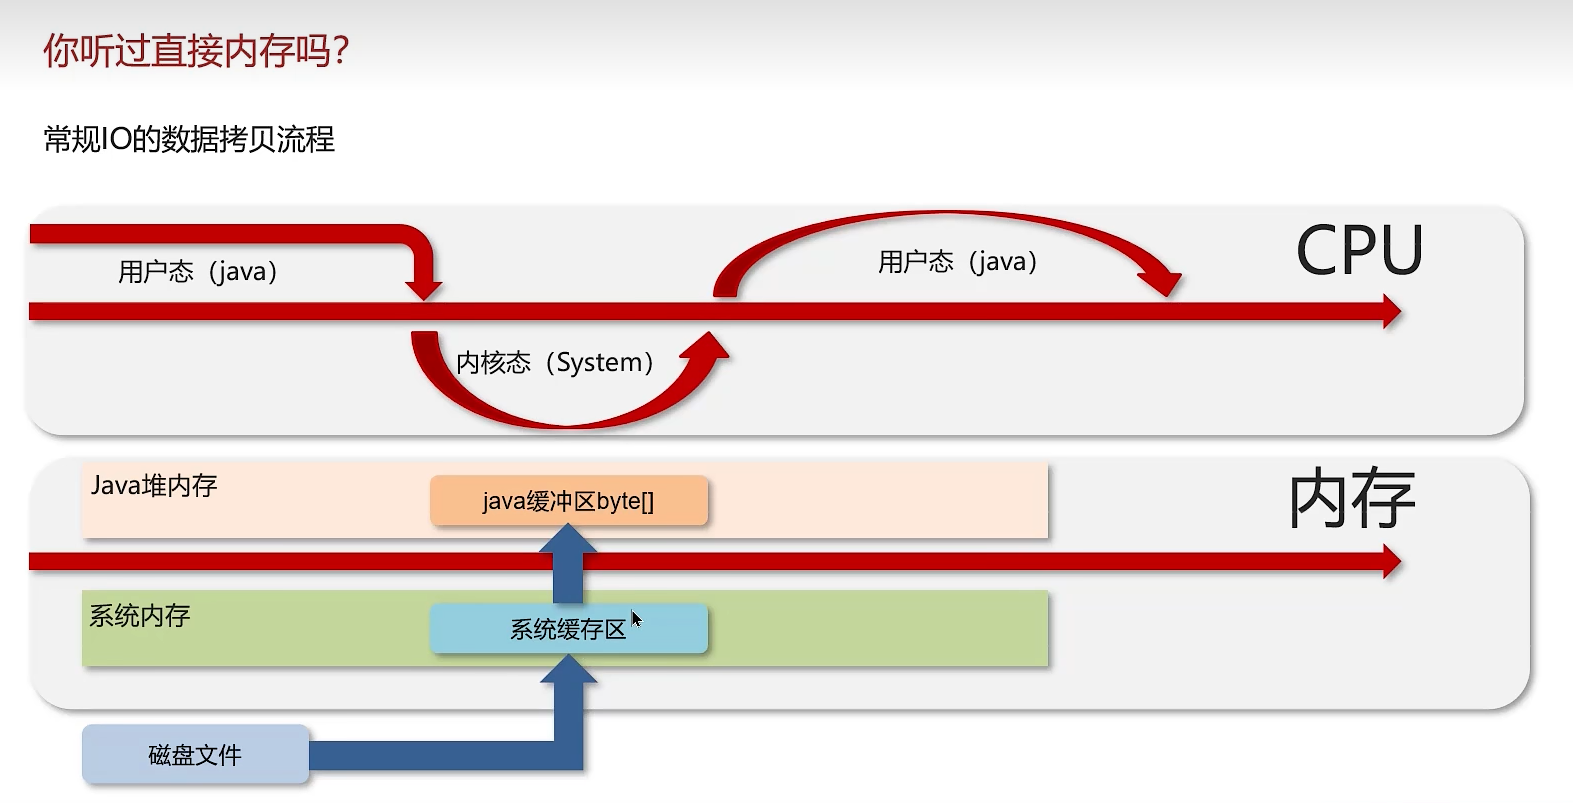 你听过直接内存吗？
常规IO的数据拷贝流程
CPU
用户态（java）
用户态（java）
内核态（System）
内存
Java堆内存
java缓冲区byte[]
系统内存
系统缓存区
磁盘文件